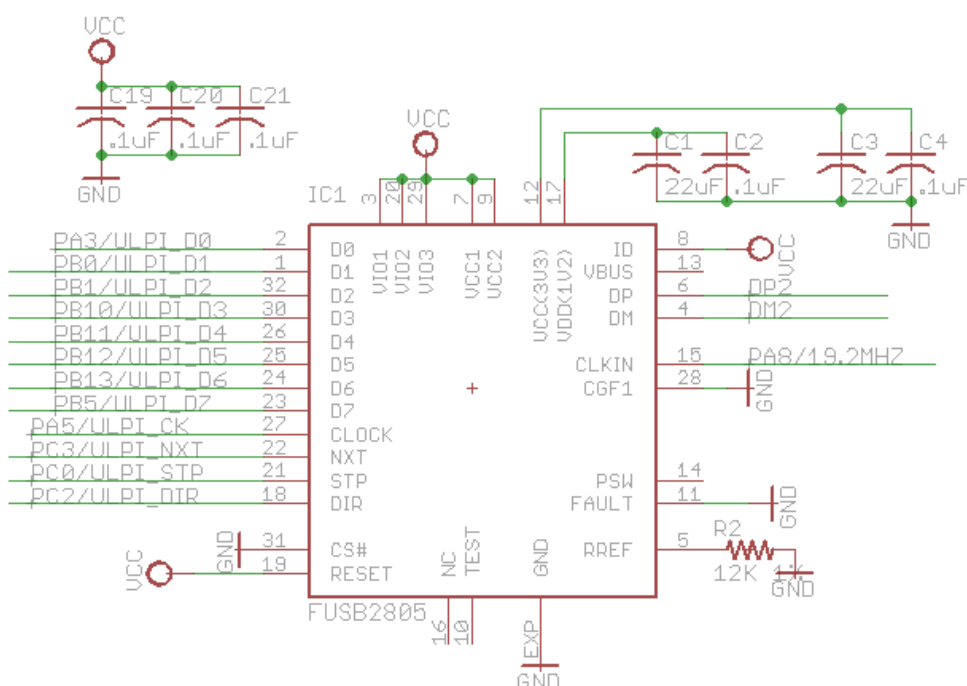 VCC
C19 C20 C21
.1uF .1uF .1uF
GND
VCC
C1 C2 C3 C4
22uF .1uF 22uF .1uF
GND
IC1
3 20 29 7 9 12 17
VIO1 VIO2 VIO3 VCC1 VCC2 VCC(3V3) VDD(1V2)
PA3/ULPI_D0 2 D0
PB0/ULPI_D1 1 D1
PB1/ULPI_D2 32 D2
PB10/ULPI_D3 30 D3
PB11/ULPI_D4 26 D4
PB12/ULPI_D5 25 D5
PB13/ULPI_D6 24 D6
PB5/ULPI_D7 23 D7
PA5/ULPI_CK 27 CLOCK
PC3/ULPI_NXT 22 NXT
PC0/ULPI_STP 21 STP
PC2/ULPI_DIR 18 DIR
GND 31 CS#
VCC 19 RESET
ID 8 VCC
VBUS 13
DP 6 DP2
DM 4 DM2
CLKIN 15 PA8/19.2MHZ
CGF1 28 GND
PSW 14
FAULT 11 GND
RREF 5 R2
12K 1%
GND
NC TEST GND
FUSB2805
16 10 EXP
GND